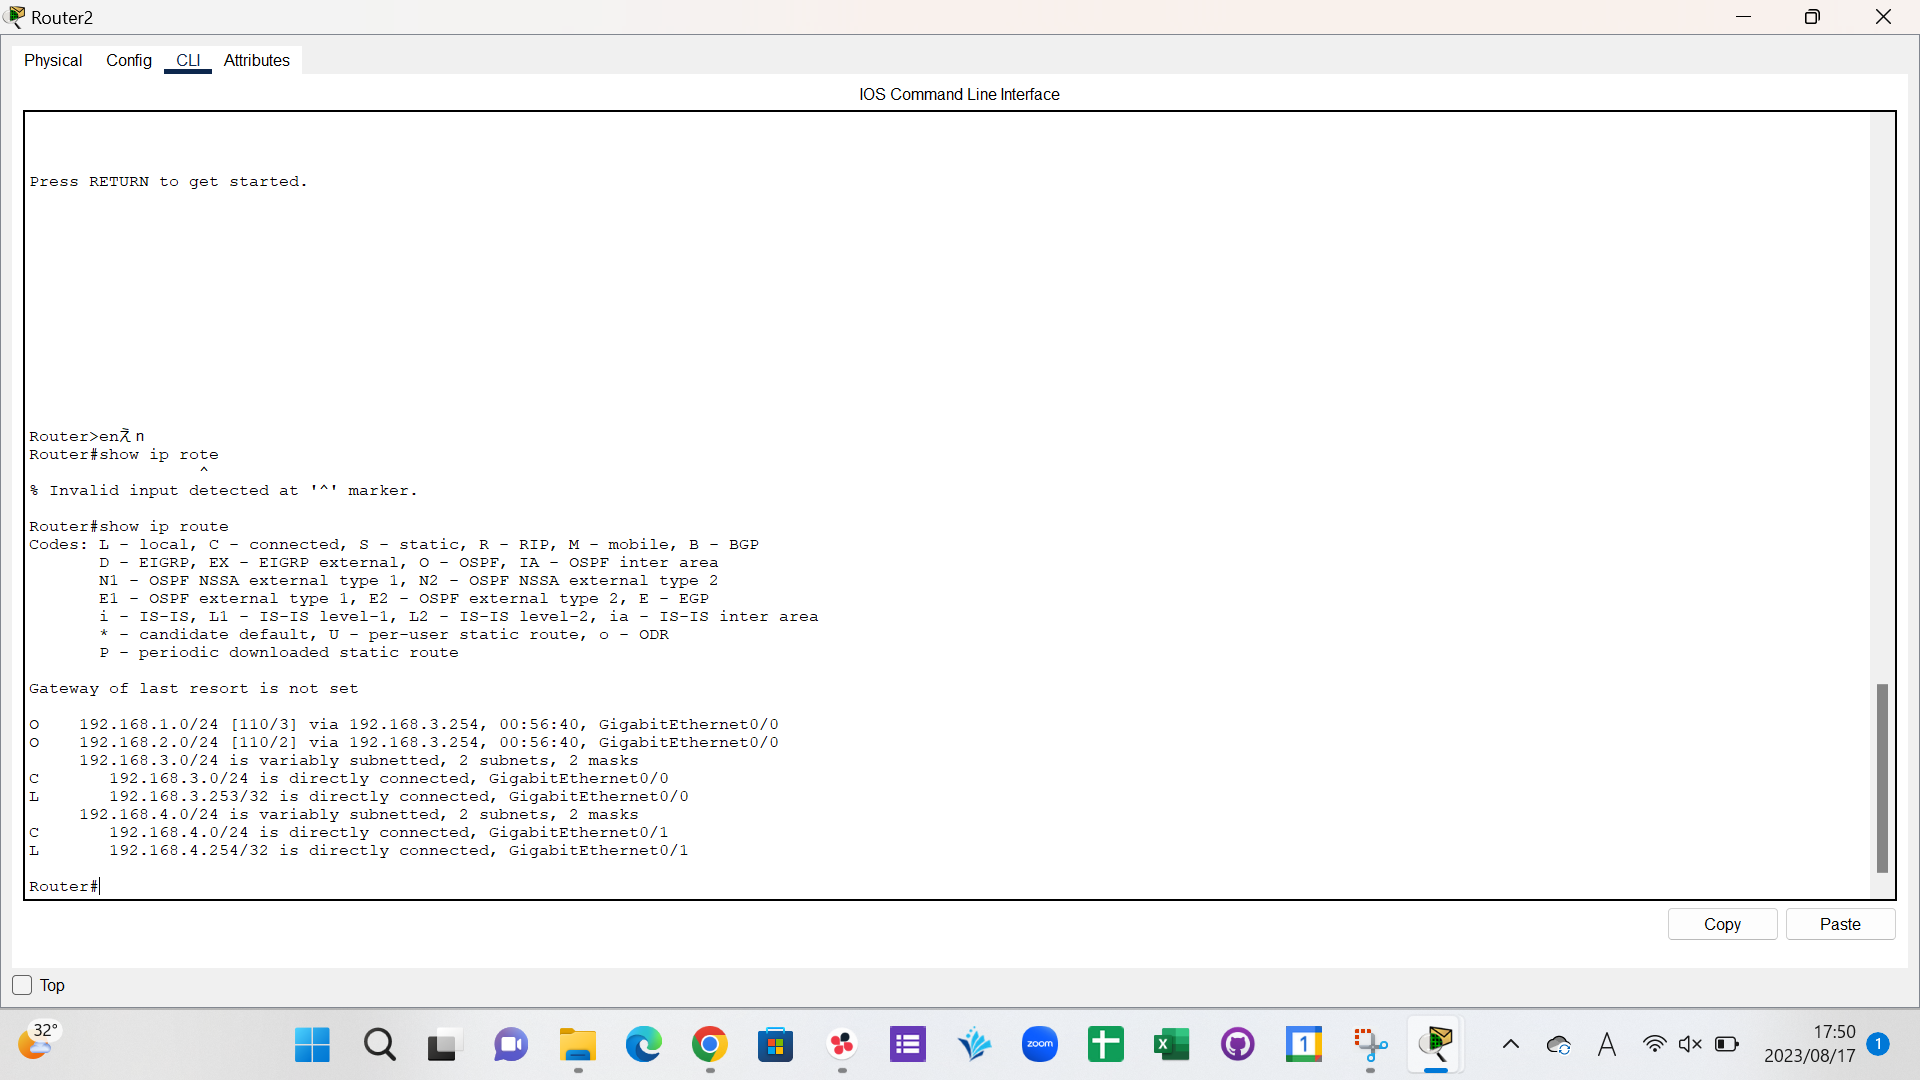 Router2
Physical Config CLI Attributes
IOS Command Line Interface
Press RETURN to get started.
Router>enえn
Router#show ip rote
^
% Invalid input detected at '^' marker.
Router#show ip route
Codes: L - local, C - connected, S - static, R - RIP, M - mobile, B - BGP
D - EIGRP, EX - EIGRP external, O - OSPF, IA - OSPF inter area
N1 - OSPF NSSA external type 1, N2 - OSPF NSSA external type 2
E1 - OSPF external type 1, E2 - OSPF external type 2, E - EGP
i - IS-IS, L1 - IS-IS level-1, L2 - IS-IS level-2, ia - IS-IS inter area
* - candidate default, U - per-user static route, o - ODR
P - periodic downloaded static route
Gateway of last resort is not set
O 192.168.1.0/24 [110/3] via 192.168.3.254, 00:56:40, GigabitEthernet0/0
O 192.168.2.0/24 [110/2] via 192.168.3.254, 00:56:40, GigabitEthernet0/0
192.168.3.0/24 is variably subnetted, 2 subnets, 2 masks
C 192.168.3.0/24 is directly connected, GigabitEthernet0/0
L 192.168.3.253/32 is directly connected, GigabitEthernet0/0
192.168.4.0/24 is variably subnetted, 2 subnets, 2 masks
C 192.168.4.0/24 is directly connected, GigabitEthernet0/1
L 192.168.4.254/32 is directly connected, GigabitEthernet0/1
Router#
Copy Paste
Top
32°
zoom
1
A
17:50
2023/08/17
1